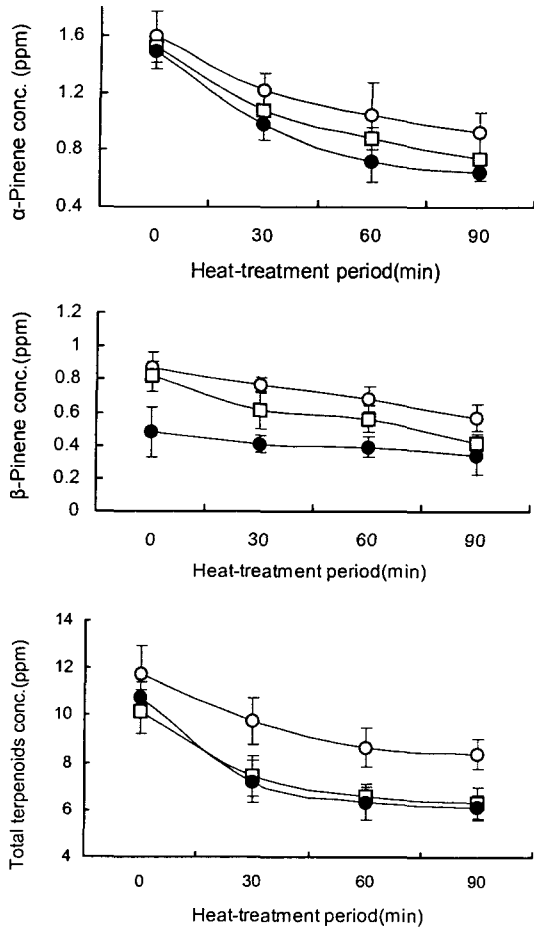 α-Pinene conc. (ppm)
1.6
1.2
0.8
0.4
0 30 60 90
Heat-treatment period(min)
β-Pinene conc.(ppm)
1.2
1
0.8
0.6
0.4
0.2
0
0 30 60 90
Heat-treatment period(min)
Total terpenoids conc.(ppm)
14
12
10
8
6
4
0 30 60 90
Heat-treatment period(min)